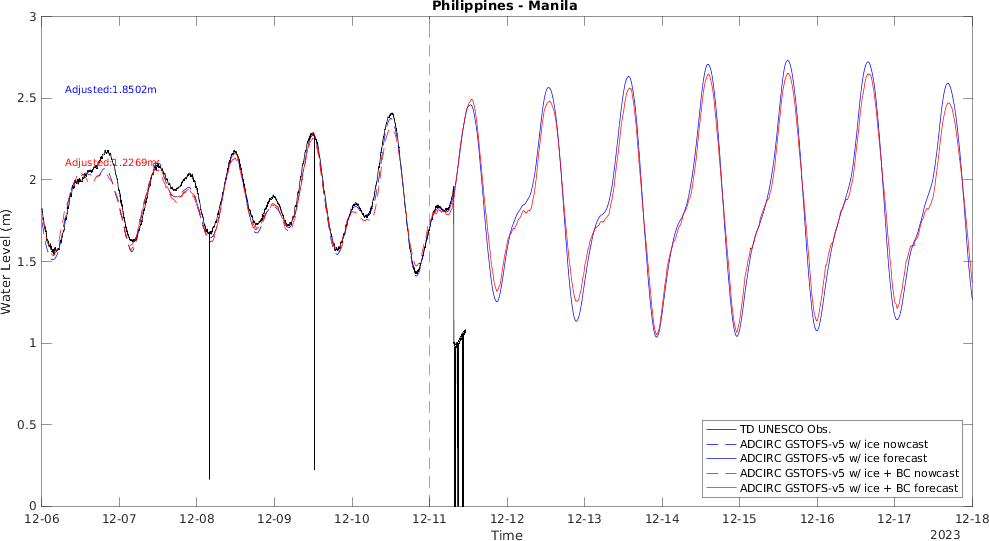 Philippines - Manila
3
2.5
2
1.5
1
0.5
0
Water Level (m)
Adjusted:1.8502m
Adjusted:1.2269m
TD UNESCO Obs.
ADCIRC GSTOFS-v5 w/ ice nowcast
ADCIRC GSTOFS-v5 w/ ice forecast
ADCIRC GSTOFS-v5 w/ ice + BC nowcast
ADCIRC GSTOFS-v5 w/ ice + BC forecast
12-06 12-07 12-08 12-09 12-10 12-11 12-12 12-13 12-14 12-15 12-16 12-17 12-18
Time
2023